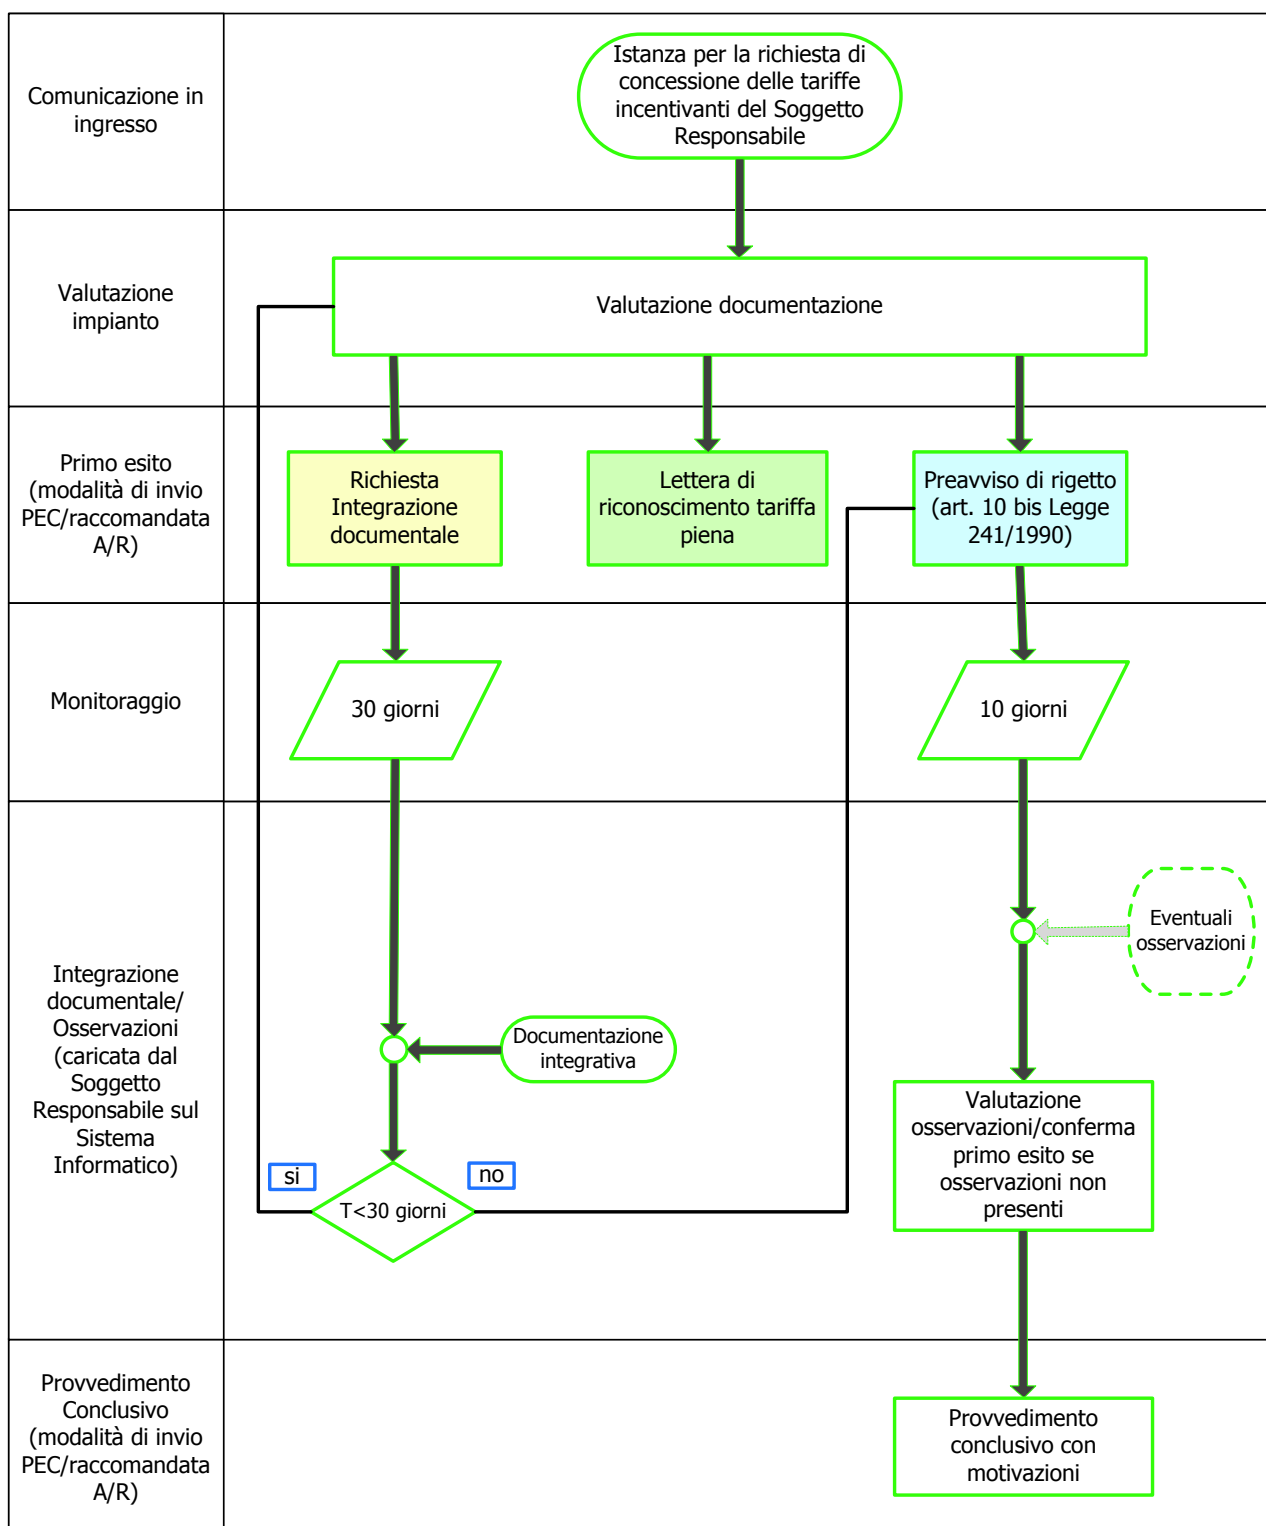 Comunicazione in
ingresso
Istanza per la richiesta di
concessione delle tariffe
incentivanti del Soggetto
Responsabile
Valutazione
impianto
Valutazione documentazione
Primo esito
(modalità di invio
PEC/raccomandata
A/R)
Richiesta
Integrazione
documentale
Lettera di
riconoscimento tariffa
piena
Preavviso di rigetto
(art. 10 bis Legge
241/1990)
Monitoraggio
30 giorni
10 giorni
Integrazione
documentale/
Osservazioni
(caricata dal
Soggetto
Responsabile sul
Sistema
Informatico)
Eventuali
osservazioni
Documentazione
integrativa
Valutazione
osservazioni/conferma
primo esito se
osservazioni non
presenti
si
no
T<30 giorni
Provvedimento
Conclusivo
(modalità di invio
PEC/raccomandata
A/R)
Provvedimento
conclusivo con
motivazioni